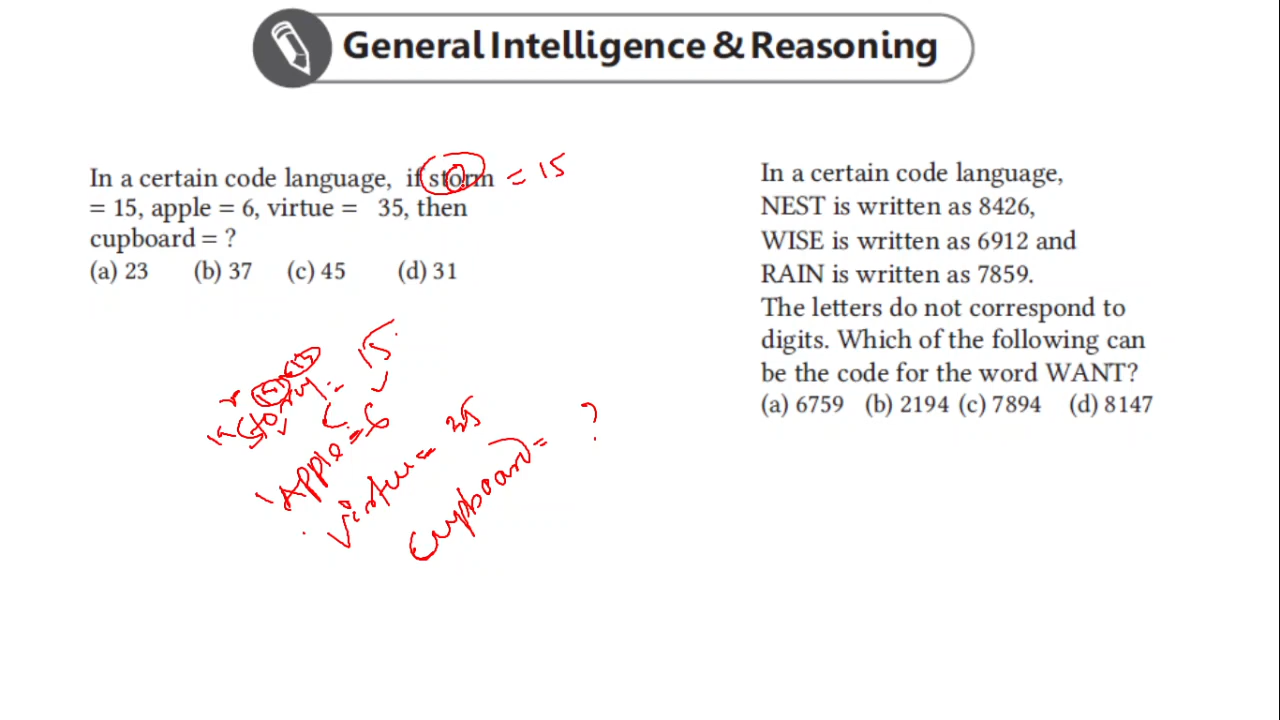 General Intelligence & Reasoning
In a certain code language, if storm = 15
= 15, apple = 6, virtue = 35, then
cupboard = ?
(a) 23 (b) 37 (c) 45 (d) 31
15
= 15
Apple = 6
virtue = 35
cupboard = ?
In a certain code language,
NEST is written as 8426,
WISE is written as 6912 and
RAIN is written as 7859.
The letters do not correspond to
digits. Which of the following can
be the code for the word WANT?
(a) 6759 (b) 2194 (c) 7894 (d) 8147